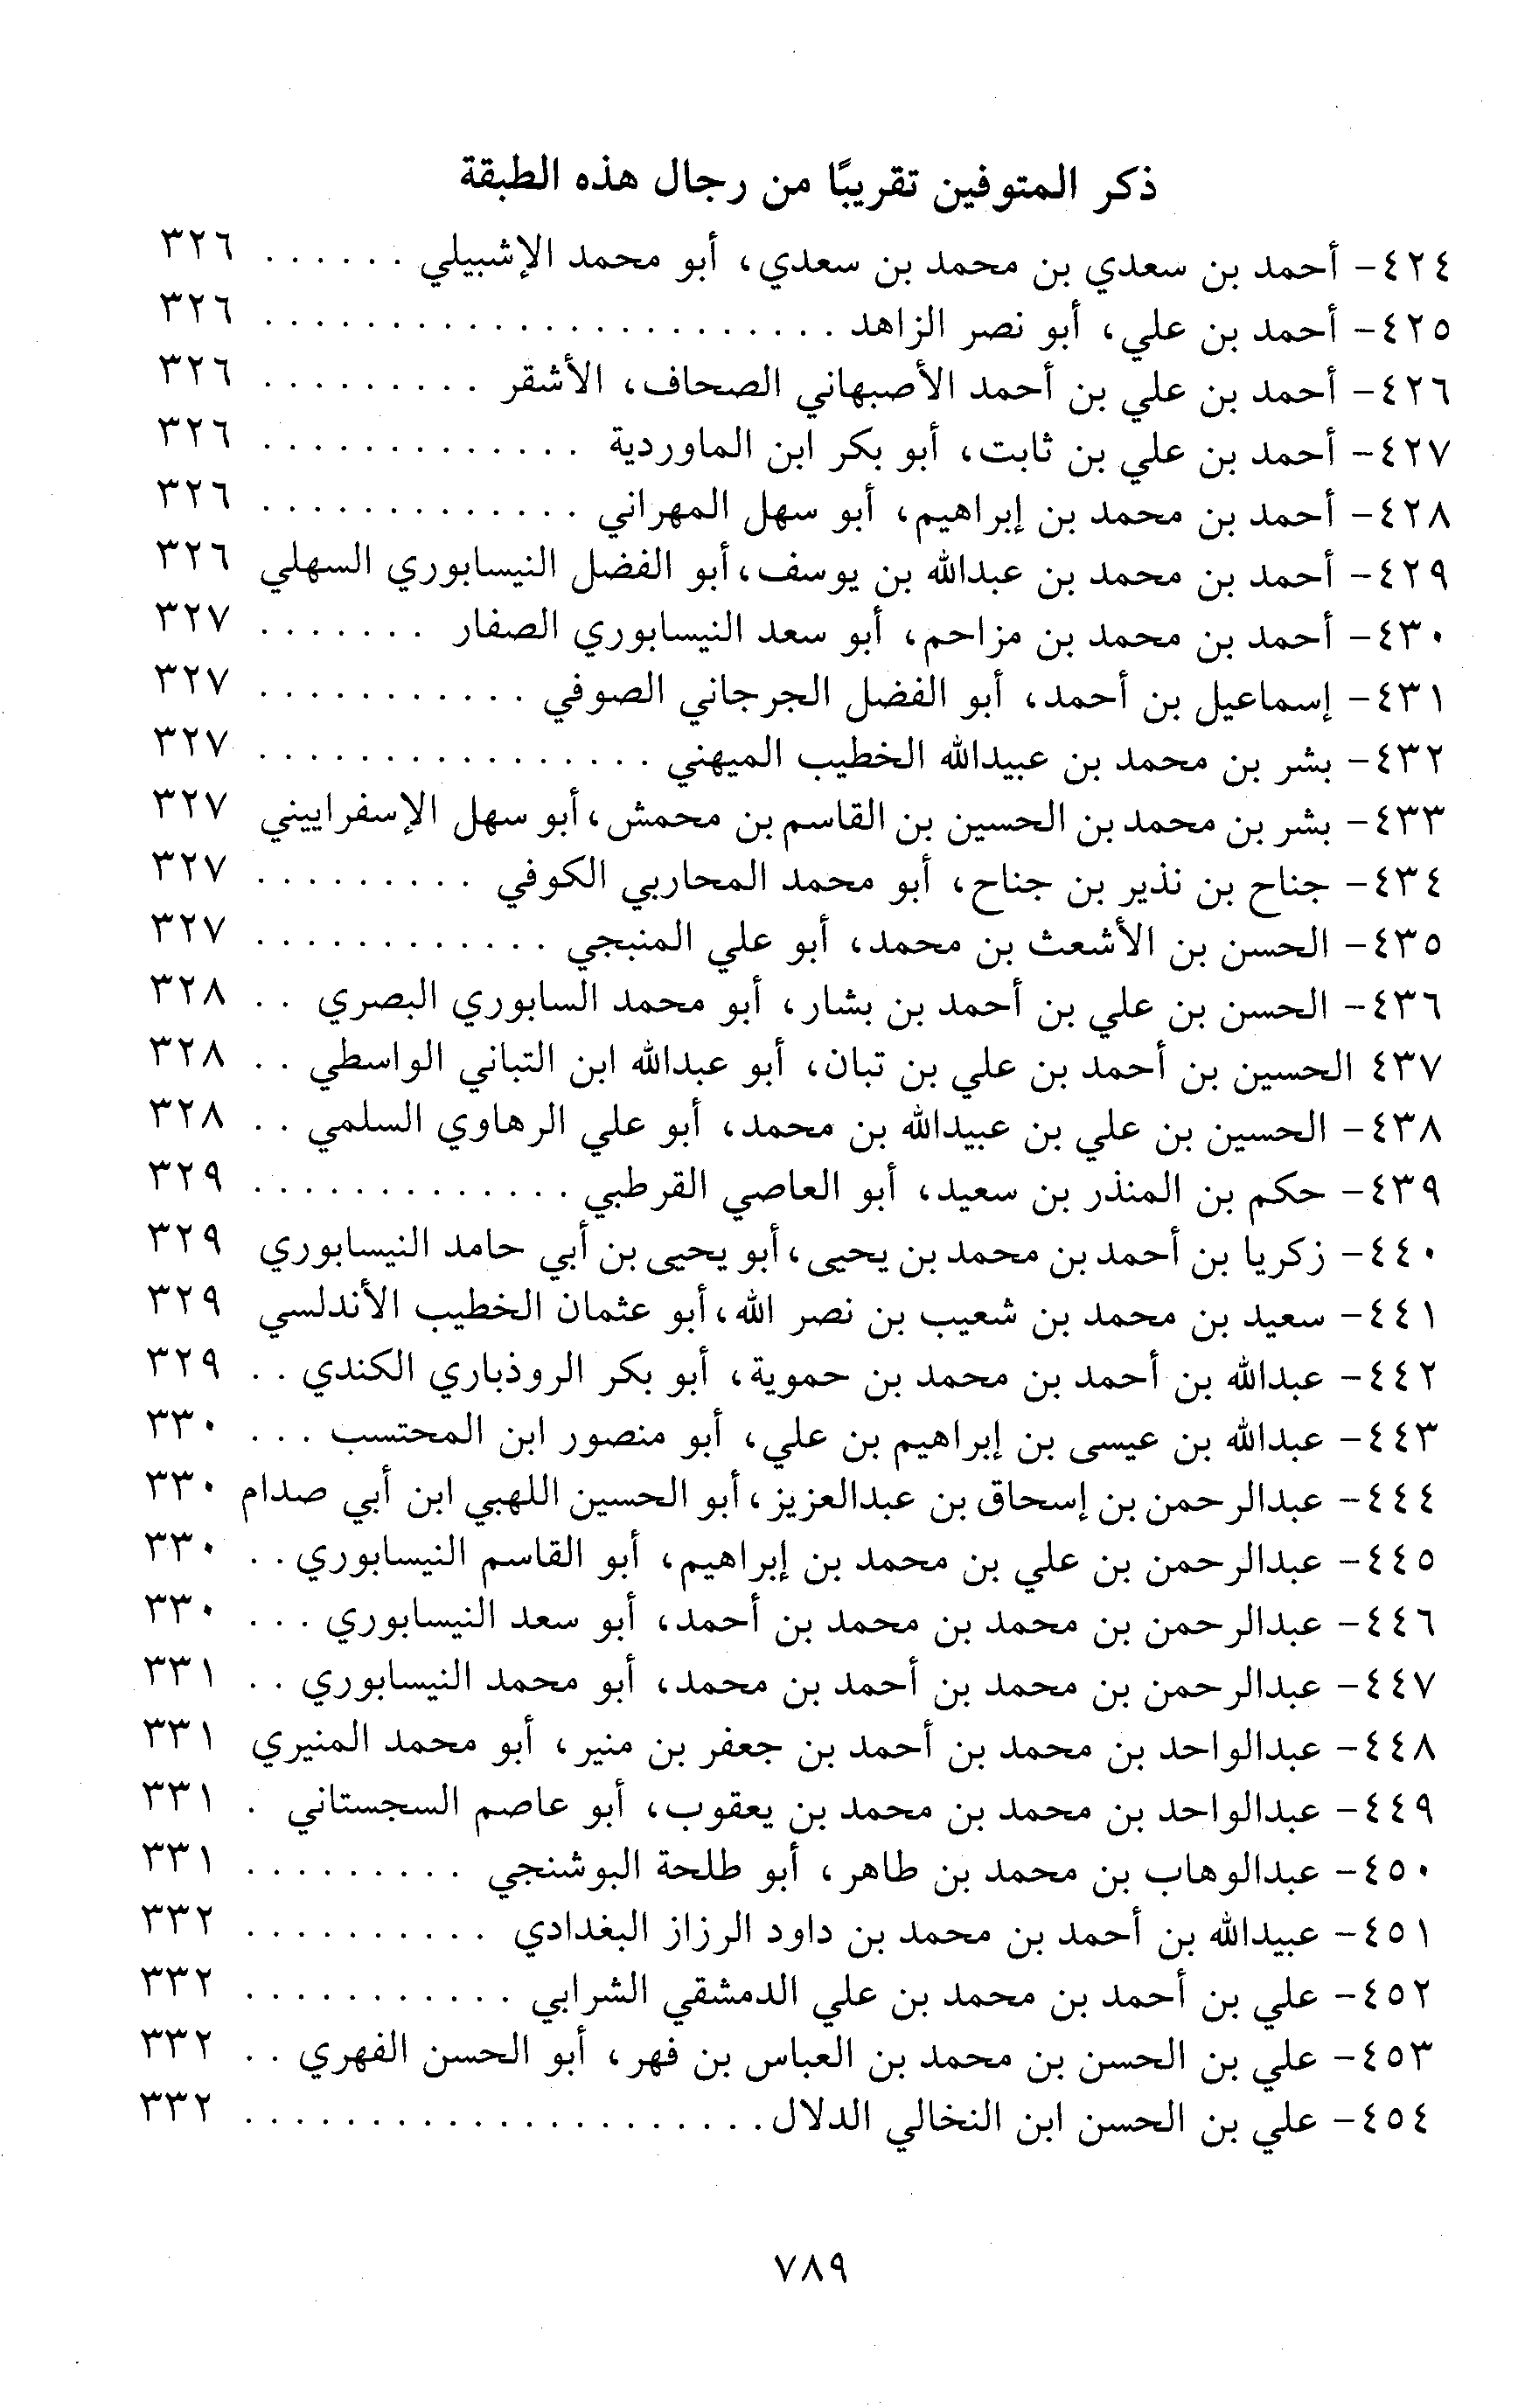 ذكر المتوفين تقريبًا من رجال هذه الطبقة
٤٢٤- أحمد بن سعدي بن محمد بن سعدي، أبو محمد الإشبيلي . . . . . . ٣٢٦
٤٢٥- أحمد بن علي، أبو نصر الزاهد . . . . . . . . . . . . . . . . . . . . . . . ٣٢٦
٤٢٦- أحمد بن علي بن أحمد الأصبهاني الصحاف، الأشقر . . . . . . . . . ٣٢٦
٤٢٧- أحمد بن علي بن ثابت، أبو بكر ابن الماوردية . . . . . . . . . . . . . ٣٢٦
٤٢٨- أحمد بن محمد بن إبراهيم، أبو سهل المهراني . . . . . . . . . . . . . ٣٢٦
٤٢٩- أحمد بن محمد بن عبدالله بن يوسف، أبو الفضل النيسابوري السهلي ٣٢٦
٤٣٠- أحمد بن محمد بن مزاحم، أبو سعد النيسابوري الصفار . . . . . . . ٣٢٧
٤٣١- إسماعيل بن أحمد، أبو الفضل الجرجاني الصوفي . . . . . . . . . . . ٣٢٧
٤٣٢- بشر بن محمد بن عبيدالله الخطيب الميهني . . . . . . . . . . . . . . . . ٣٢٧
٤٣٣- بشر بن محمد بن الحسين بن القاسم بن محمش، أبو سهل الإسفراييني ٣٢٧
٤٣٤- جناح بن نذير بن جناح، أبو محمد المحاربي الكوفي . . . . . . . . . ٣٢٧
٤٣٥- الحسن بن الأشعث بن محمد، أبو علي المنبجي . . . . . . . . . . . . ٣٢٧
٤٣٦- الحسن بن علي بن أحمد بن بشار، أبو محمد السابوري البصري . . ٣٢٨
٤٣٧ الحسين بن أحمد بن علي بن تبان، أبو عبدالله ابن التباني الواسطي . . ٣٢٨
٤٣٨- الحسين بن علي بن عبيدالله بن محمد، أبو علي الرهاوي السلمي . . ٣٢٨
٤٣٩- حكم بن المنذر بن سعيد، أبو العاصي القرطبي . . . . . . . . . . . . . ٣٢٩
٤٤٠- زكريا بن أحمد بن محمد بن يحيى، أبو يحيى بن أبي حامد النيسابوري ٣٢٩
٤٤١- سعيد بن محمد بن شعيب بن نصر الله، أبو عثمان الخطيب الأندلسي ٣٢٩
٤٤٢- عبدالله بن أحمد بن محمد بن حموية، أبو بكر الروذباري الكندي . . ٣٢٩
٤٤٣- عبدالله بن عيسى بن إبراهيم بن علي، أبو منصور ابن المحتسب . . . ٣٣٠
٤٤٤- عبدالرحمن بن إسحاق بن عبدالعزيز، أبو الحسين اللهبي ابن أبي صدام ٣٣٠
٤٤٥- عبدالرحمن بن علي بن محمد بن إبراهيم، أبو القاسم النيسابوري . . ٣٣٠
٤٤٦- عبدالرحمن بن محمد بن محمد بن أحمد، أبو سعد النيسابوري . . . ٣٣٠
٤٤٧- عبدالرحمن بن محمد بن أحمد بن محمد، أبو محمد النيسابوري . . ٣٣١
٤٤٨- عبدالواحد بن محمد بن أحمد بن جعفر بن منير، أبو محمد المنيري ٣٣١
٤٤٩- عبدالواحد بن محمد بن محمد بن يعقوب، أبو عاصم السجستاني . ٣٣١
٤٥٠- عبدالوهاب بن محمد بن طاهر، أبو طلحة البوشنجي . . . . . . . . . ٣٣١
٤٥١- عبيدالله بن أحمد بن محمد بن داود الرزاز البغدادي . . . . . . . . . . ٣٣٢
٤٥٢- علي بن أحمد بن محمد بن علي الدمشقي الشرابي . . . . . . . . . . . ٣٣٢
٤٥٣- علي بن الحسن بن محمد بن العباس بن فهر، أبو الحسن الفهري . . ٣٣٢
٤٥٤- علي بن الحسن ابن النخالي الدلال . . . . . . . . . . . . . . . . . . . . . ٣٣٢
٧٨٩